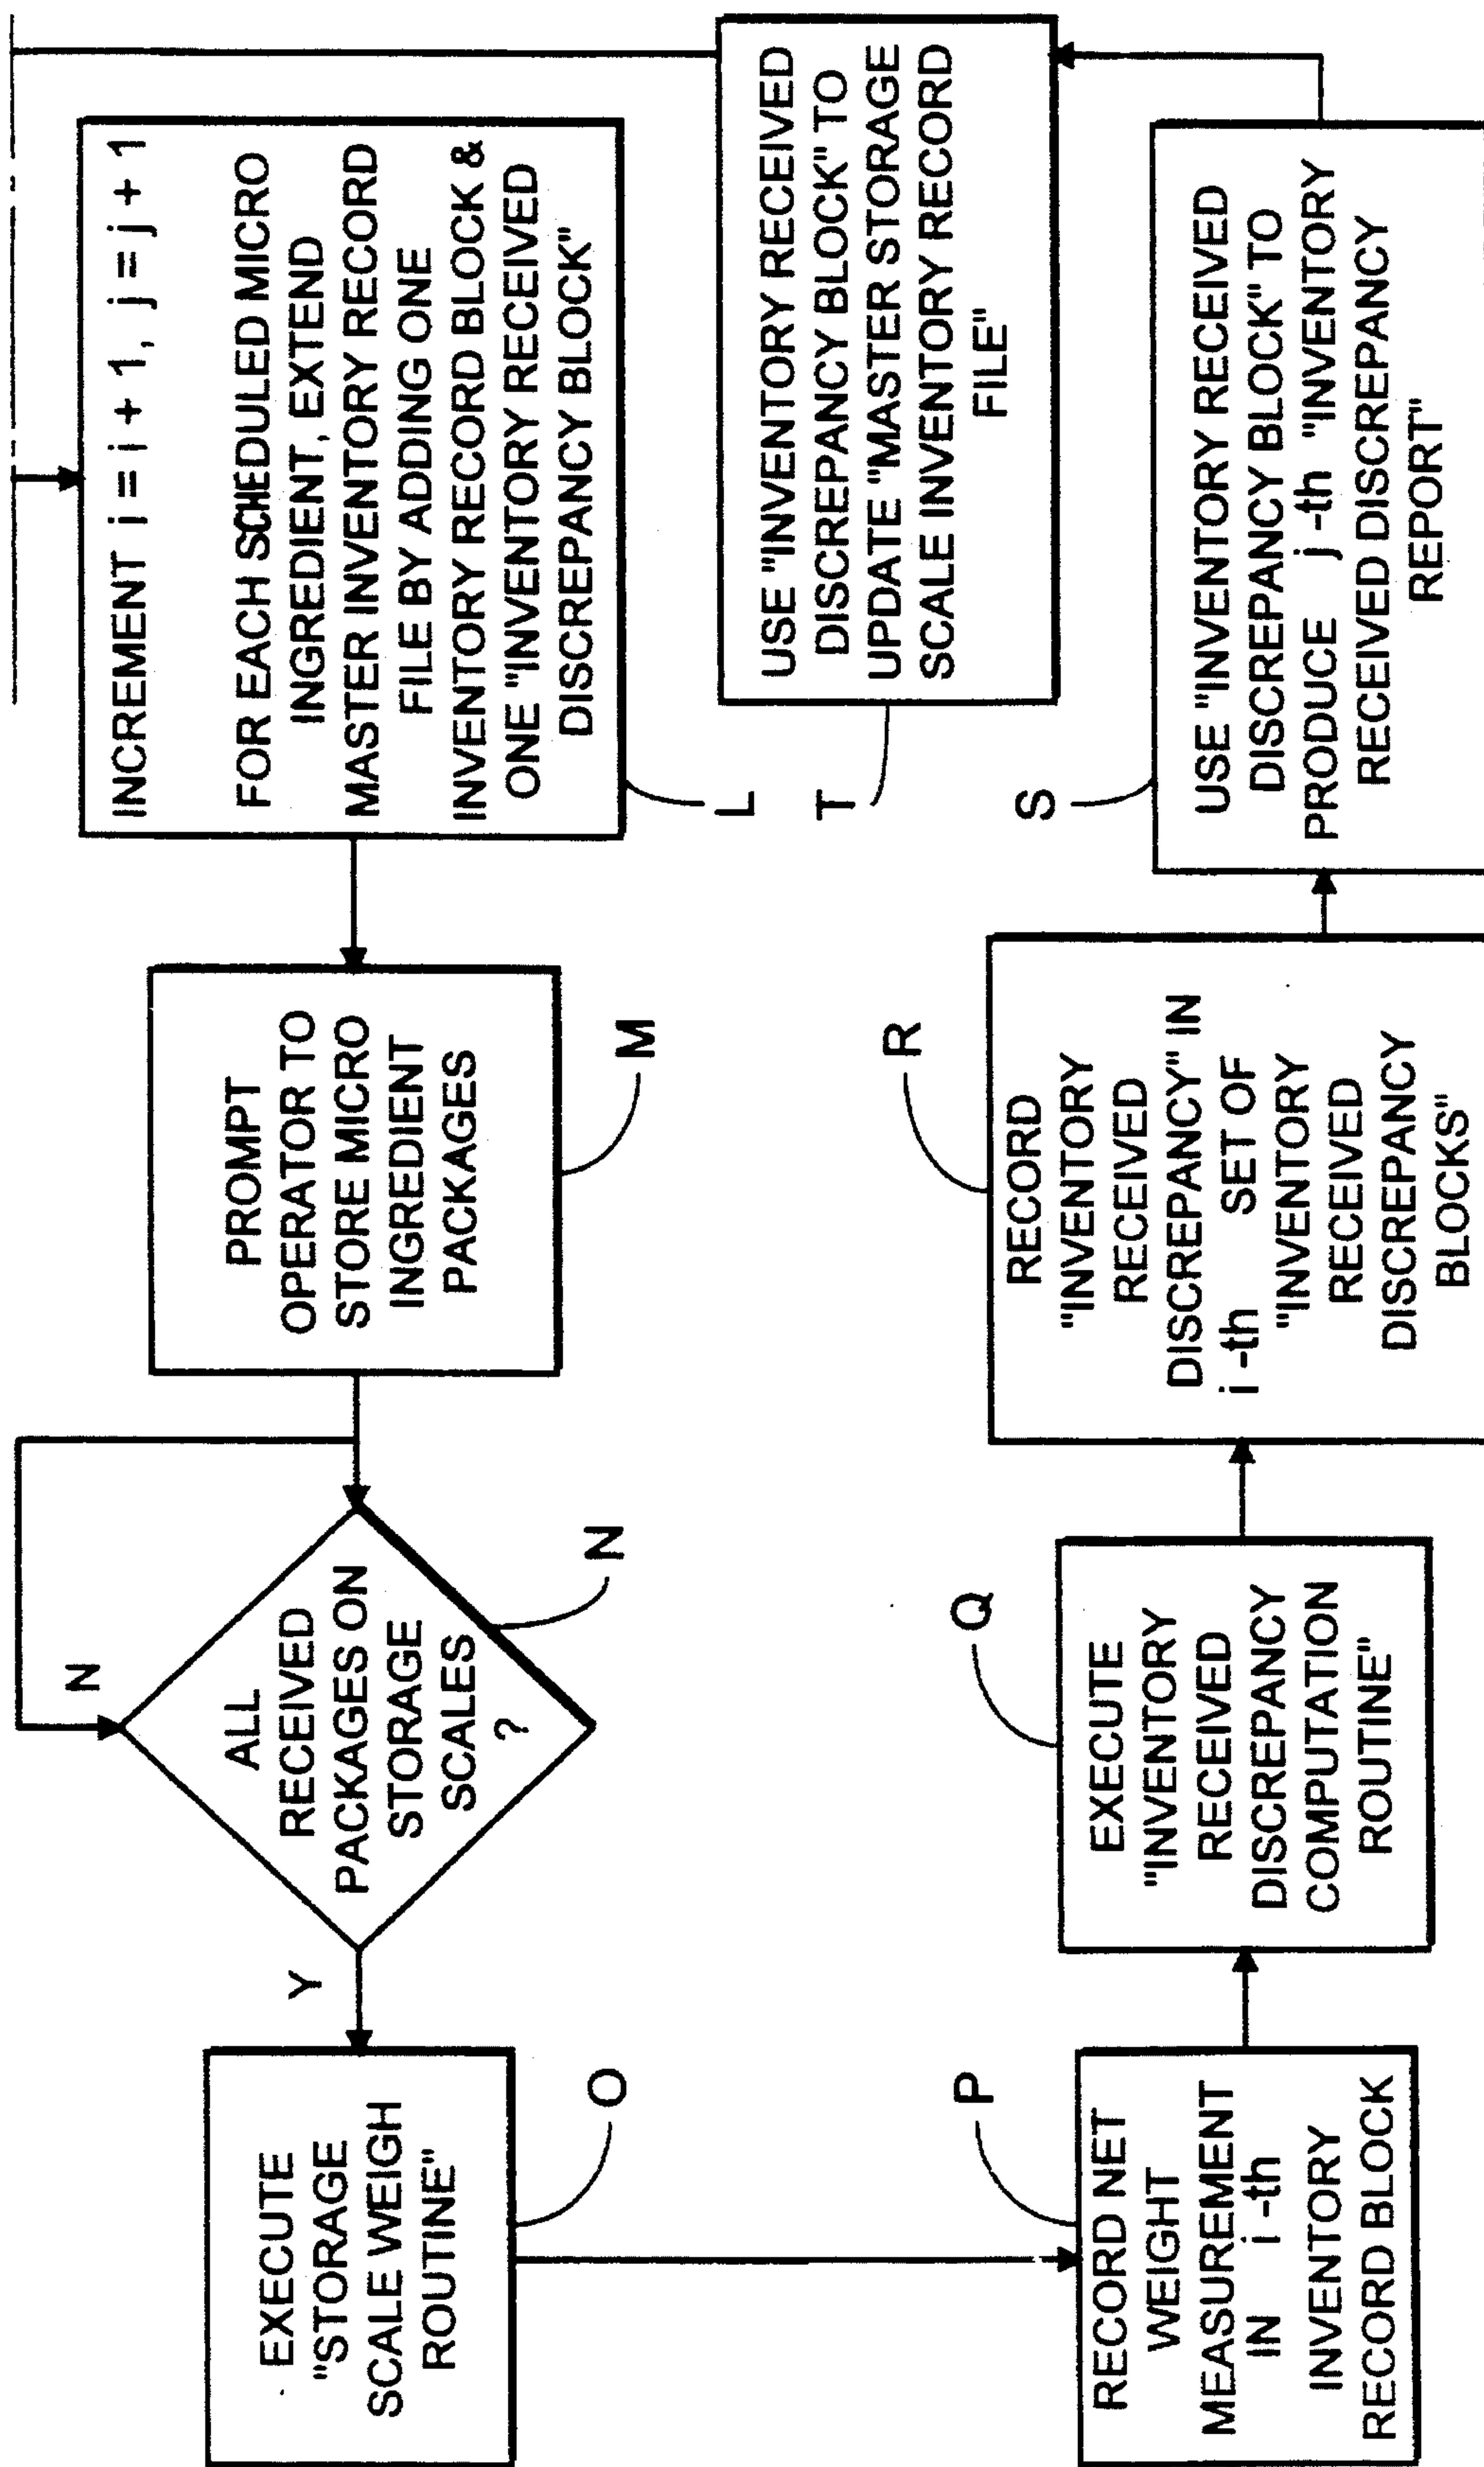 INCREMENT i = i + 1, j = j + 1
FOR EACH SCHEDULED MICRO
INGREDIENT, EXTEND
MASTER INVENTORY RECORD
FILE BY ADDING ONE
INVENTORY RECORD BLOCK &
ONE "INVENTORY RECEIVED
DISCREPANCY BLOCK"
L
PROMPT
OPERATOR TO
STORE MICRO
INGREDIENT
PACKAGES
M
N
ALL
RECEIVED
PACKAGES ON
STORAGE
SCALES
?
N
Y
EXECUTE
"STORAGE
SCALE WEIGH
ROUTINE"
O
P
RECORD NET
WEIGHT
MEASUREMENT
IN i -th
INVENTORY
RECORD BLOCK
Q
EXECUTE
"INVENTORY
RECEIVED
DISCREPANCY
COMPUTATION
ROUTINE"
R
RECORD
"INVENTORY
RECEIVED
DISCREPANCY" IN
i -th SET OF
"INVENTORY
RECEIVED
DISCREPANCY
BLOCKS"
S
USE "INVENTORY RECEIVED
DISCREPANCY BLOCK" TO
PRODUCE j -th "INVENTORY
RECEIVED DISCREPANCY
REPORT"
T
USE "INVENTORY RECEIVED
DISCREPANCY BLOCK" TO
UPDATE "MASTER STORAGE
SCALE INVENTORY RECORD
FILE"